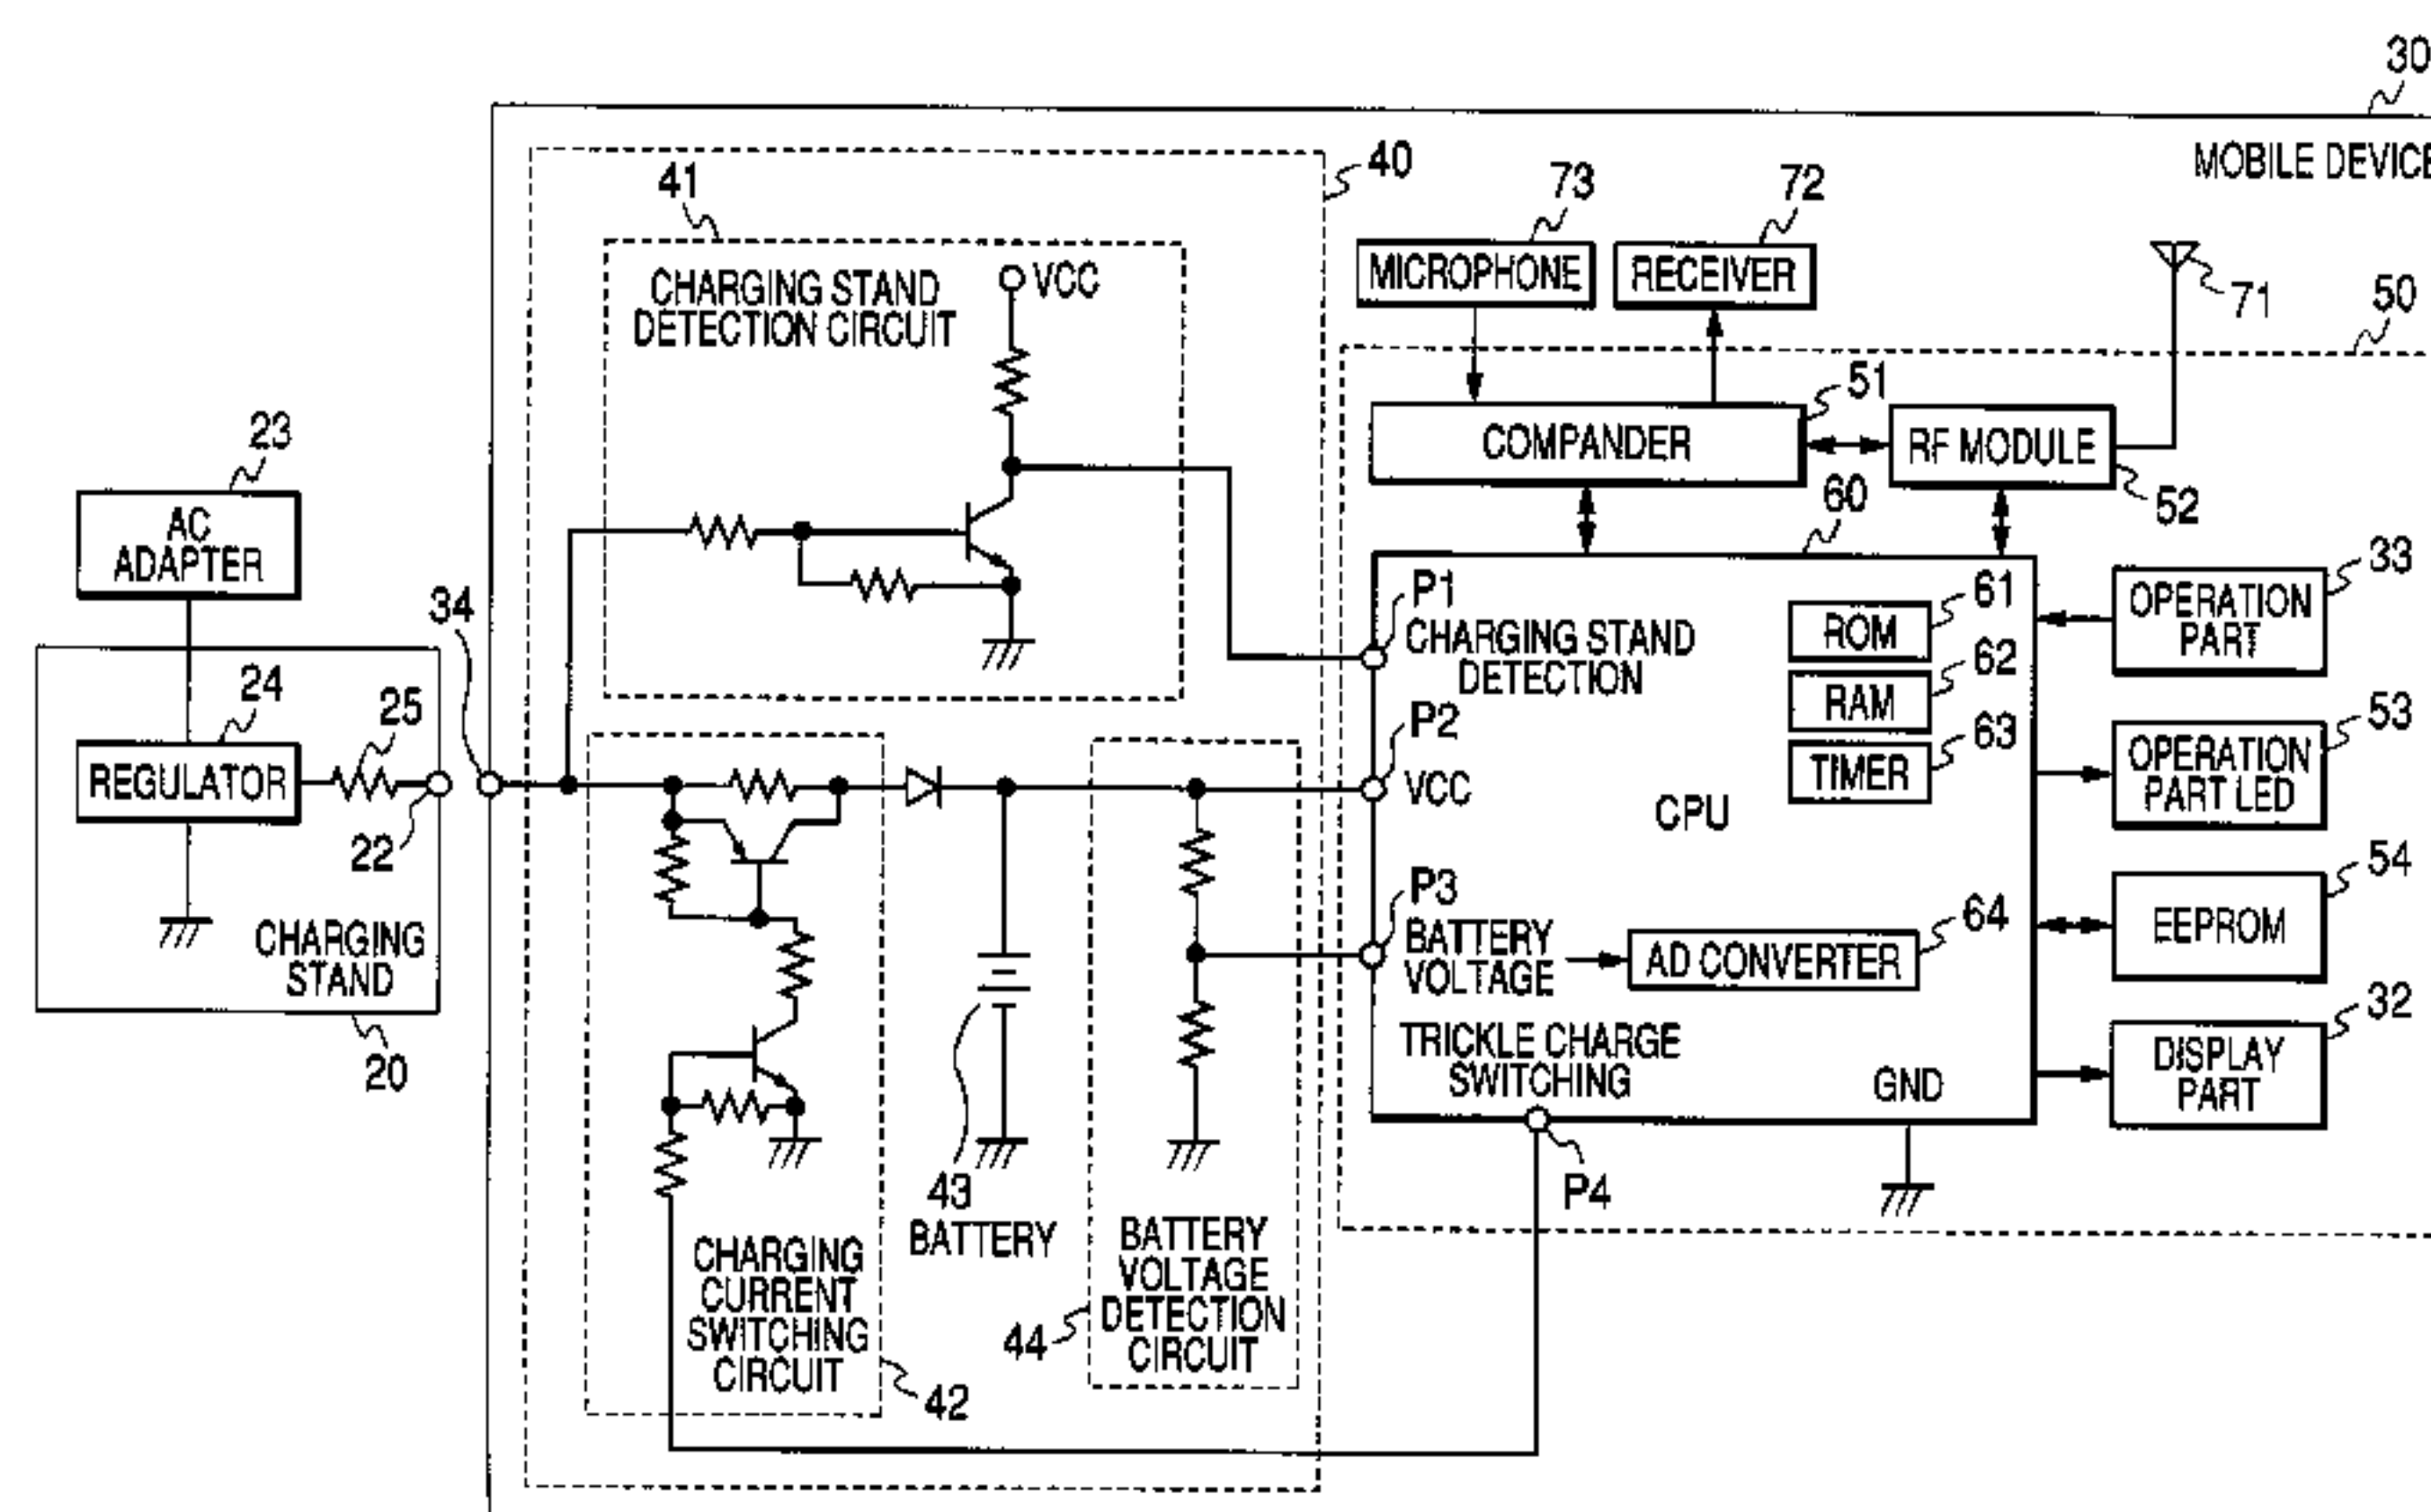 30
MOBILE DEVICE
40
41
73
72
CHARGING STAND
DETECTION CIRCUIT
VCC
MICROPHONE
RECEIVER
71
50
51
COMPANDER
RF MODULE
52
23
AC
ADAPTER
60
34
P1
CHARGING STAND
DETECTION
61
ROM
62
RAM
63
TIMER
33
OPERATION
PART
24
25
REGULATOR
22
CHARGING
STAND
20
P2
VCC
CPU
53
OPERATION
PART LED
P3
BATTERY
VOLTAGE
64
AD CONVERTER
54
EEPROM
TRICKLE CHARGE
SWITCHING
GND
32
DISPLAY
PART
P4
43
BATTERY
CHARGING
CURRENT
SWITCHING
CIRCUIT
42
BATTERY
VOLTAGE
DETECTION
CIRCUIT
44